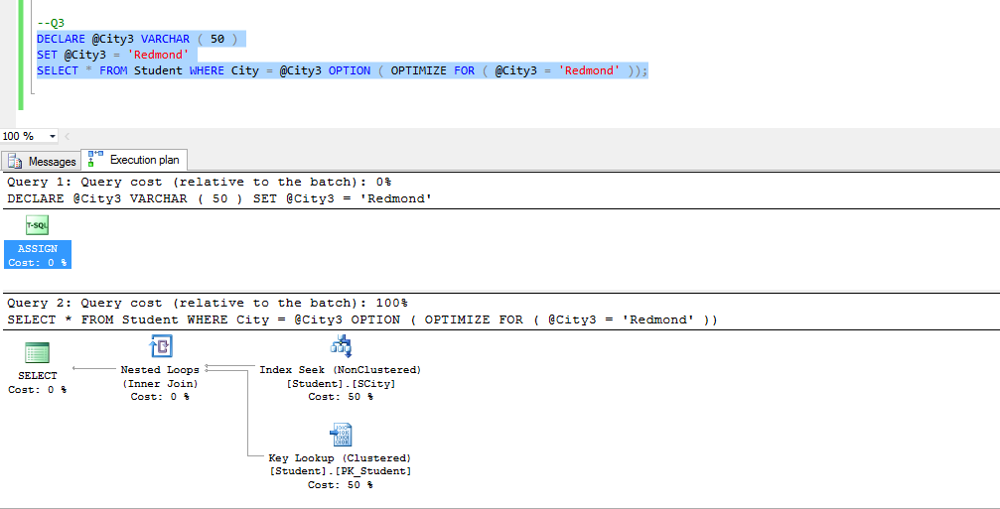 --Q3
DECLARE @City3 VARCHAR ( 50 )
SET @City3 = 'Redmond'
SELECT * FROM Student WHERE City = @City3 OPTION ( OPTIMIZE FOR ( @City3 = 'Redmond' ));
100 %
Messages Execution plan
Query 1: Query cost (relative to the batch): 0%
DECLARE @City3 VARCHAR ( 50 ) SET @City3 = 'Redmond'
T-SQL
ASSIGN
Cost: 0 %
Query 2: Query cost (relative to the batch): 100%
SELECT * FROM Student WHERE City = @City3 OPTION ( OPTIMIZE FOR ( @City3 = 'Redmond' ))
SELECT
Cost: 0 %
Nested Loops
(Inner Join)
Cost: 0 %
Index Seek (NonClustered)
[Student].[SCity]
Cost: 50 %
Key Lookup (Clustered)
[Student].[PK_Student]
Cost: 50 %